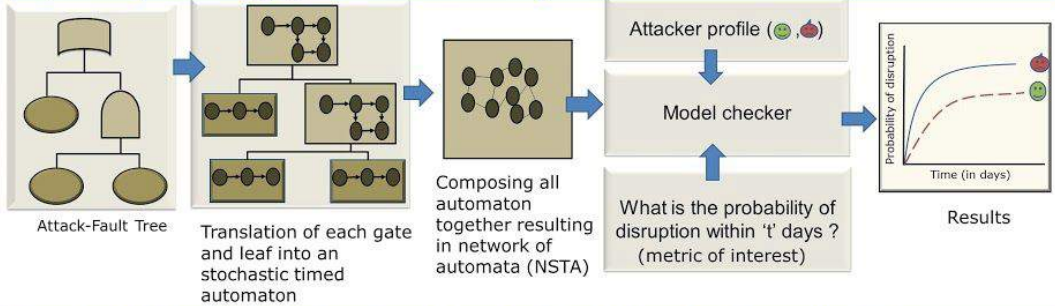 Attack-Fault Tree
Translation of each gate
and leaf into an
stochastic timed
automaton
Composing all
automaton
together resulting
in network of
automata (NSTA)
Attacker profile ( , )
Model checker
What is the probability of
disruption within 't' days ?
(metric of interest)
Probability of disruption
Time (in days)
Results